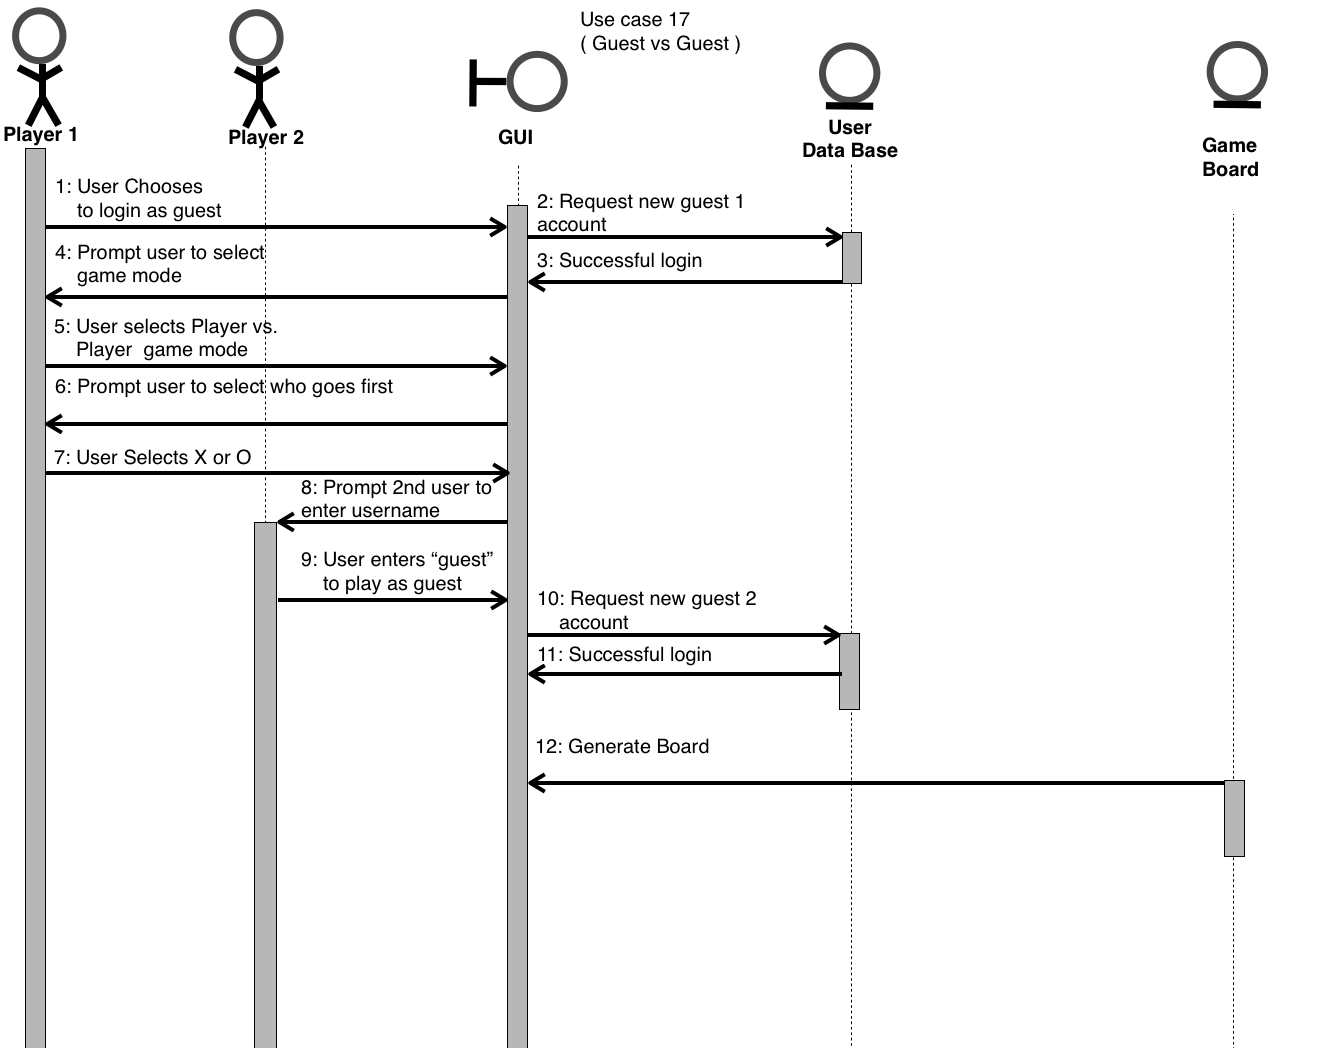 Use case 17
( Guest vs Guest )
Player 1
Player 2
GUI
User
Data Base
Game
Board
1: User Chooses
to login as guest
2: Request new guest 1
account
3: Successful login
4: Prompt user to select
game mode
5: User selects Player vs.
Player game mode
6: Prompt user to select who goes first
7: User Selects X or O
8: Prompt 2nd user to
enter username
9: User enters “guest”
to play as guest
10: Request new guest 2
account
11: Successful login
12: Generate Board